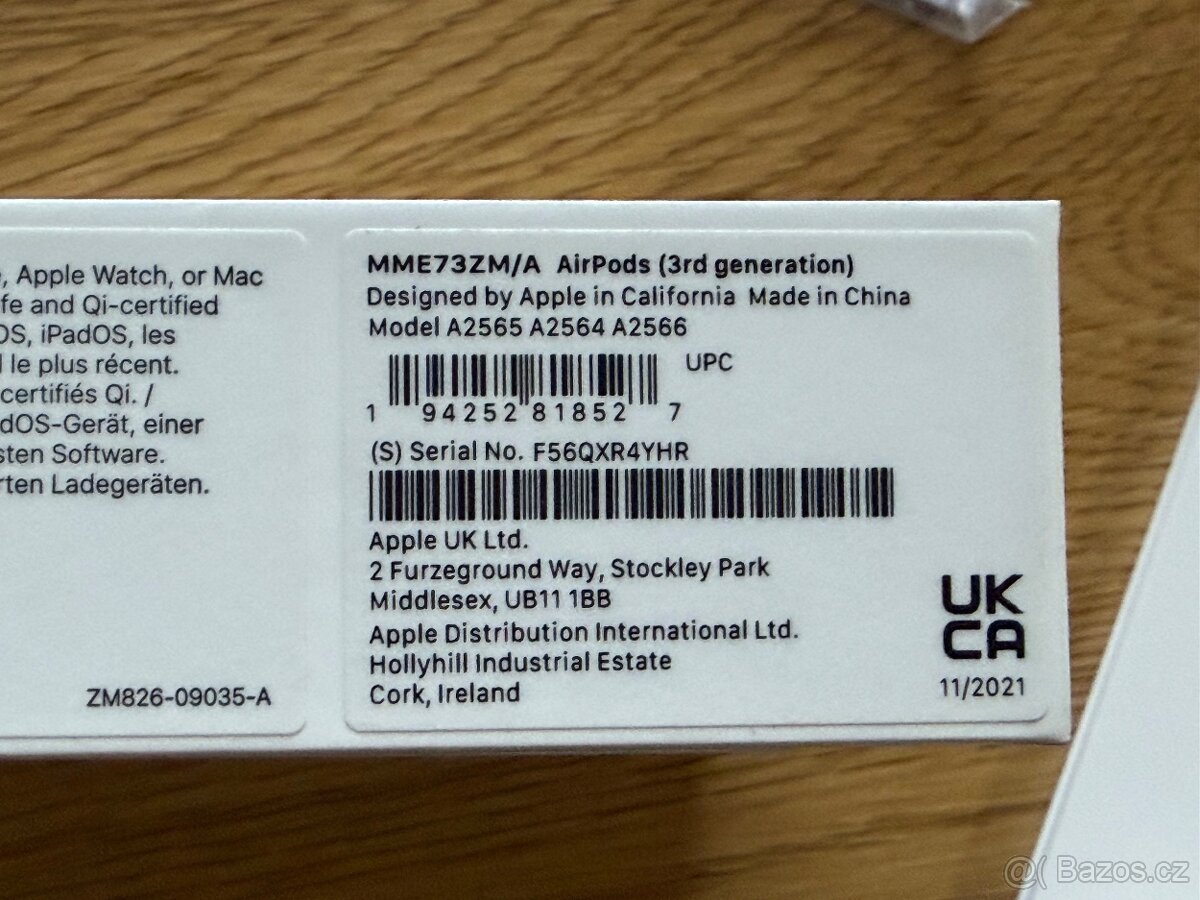 , Apple Watch, or Mac
fe and Qi-certified
OS, iPadOS, les
l le plus récent.
certifiés Qi. /
dOS-Gerät, einer
sten Software.
rten Ladegeräten.
ZM826-09035-A
MME73ZM/A AirPods (3rd generation)
Designed by Apple in California Made in China
Model A2565 A2564 A2566
UPC
1 94252 81852 7
(S) Serial No. F56QXR4YHR
Apple UK Ltd.
2 Furzeground Way, Stockley Park
Middlesex, UB11 1BB
Apple Distribution International Ltd.
Hollyhill Industrial Estate
Cork, Ireland
UK
CA
11/2021
@( Bazos.cz